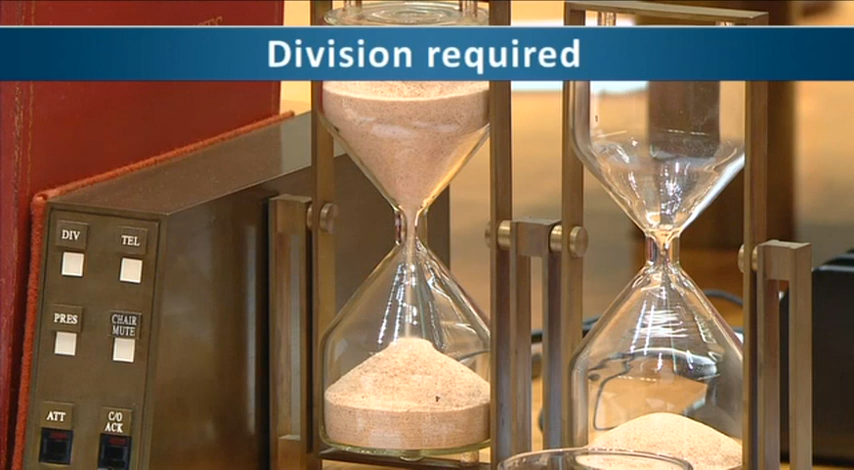 Division required
DIV
TEL
PRES
CHAIR
MUTE
ATT
C/O
ACK